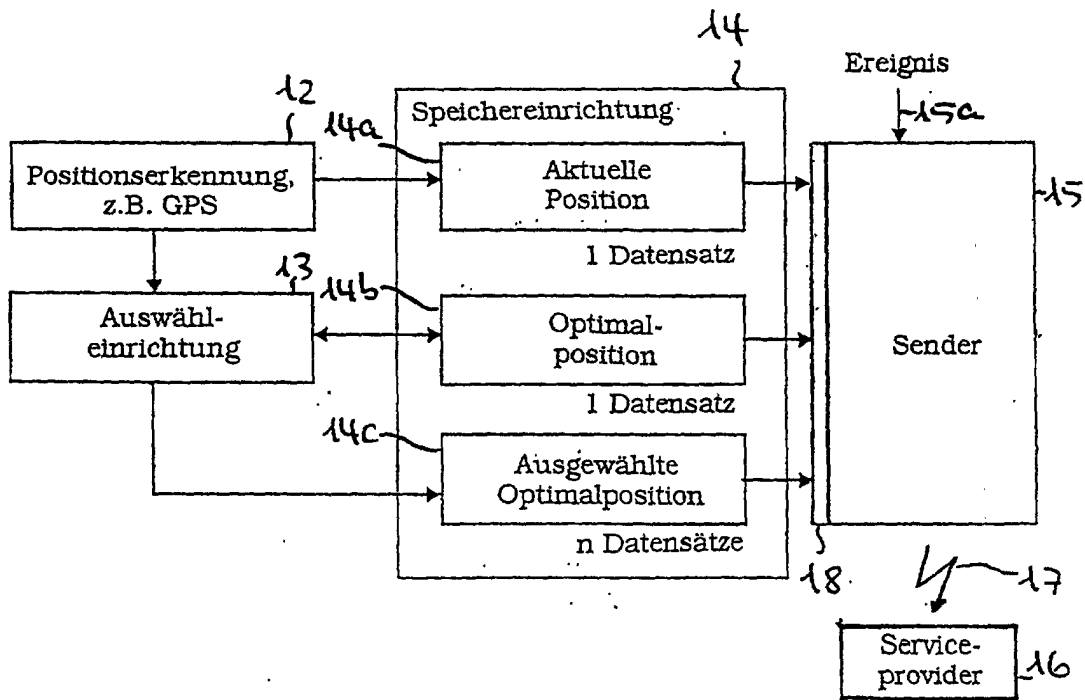 14
Ereignis
12
Speichereinrichtung
15a
14a
Positionserkennung,
z.B. GPS
Aktuelle
Position
15
1 Datensatz
13
14b
Auswähl-
einrichtung
Optimal-
position
Sender
1 Datensatz
14c
Ausgewählte
Optimalposition
n Datensätze
18
17
Service-
provider
16